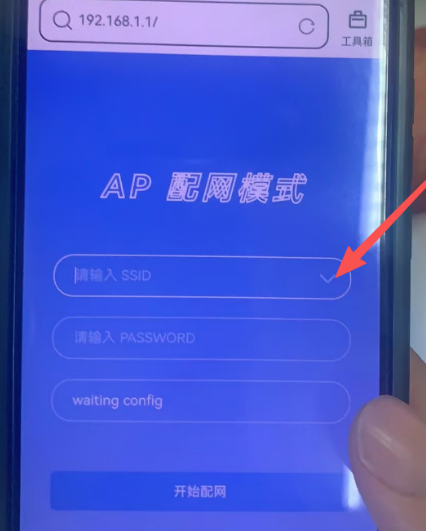 192.168.1.1/
工具箱
AP 配网模式
请输入 SSID
请输入 PASSWORD
waiting config
开始配网